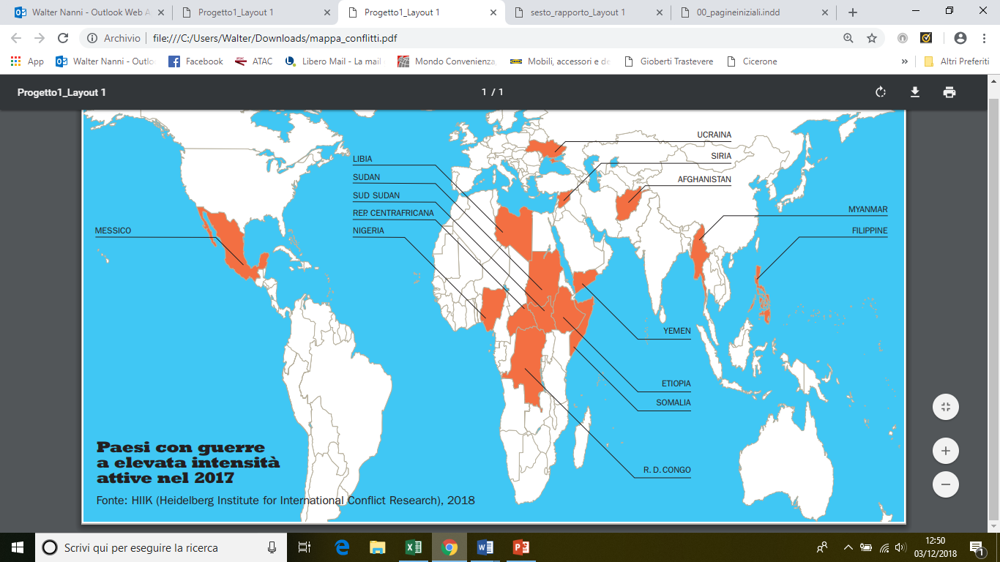 Walter Nanni - Outlook Web A
Progetto1_Layout 1
Progetto1_Layout 1
sesto_rapporto_Layout 1
00_pagineiniziali.indd
Archivio
file:///C:/Users/Walter/Downloads/mappa_conflitti.pdf
App
Walter Nanni - Outlo
Facebook
ATAC
Libero Mail - La mail
Mondo Convenienza,
Mobili, accessori e de
Gioberti Trastevere
Cicerone
»
Altri Preferiti
Progetto1_Layout 1
1 / 1
UCRAINA
SIRIA
AFGHANISTAN
LIBIA
SUDAN
SUD SUDAN
REP. CENTRAFRICANA
NIGERIA
MESSICO
MYANMAR
FILIPPINE
YEMEN
ETIOPIA
SOMALIA
R. D. CONGO
Paesi con guerre
a elevata intensità
attive nel 2017
Fonte: HIIK (Heidelberg Institute for International Conflict Research), 2018
Scrivi qui per eseguire la ricerca
12:50
03/12/2018
1